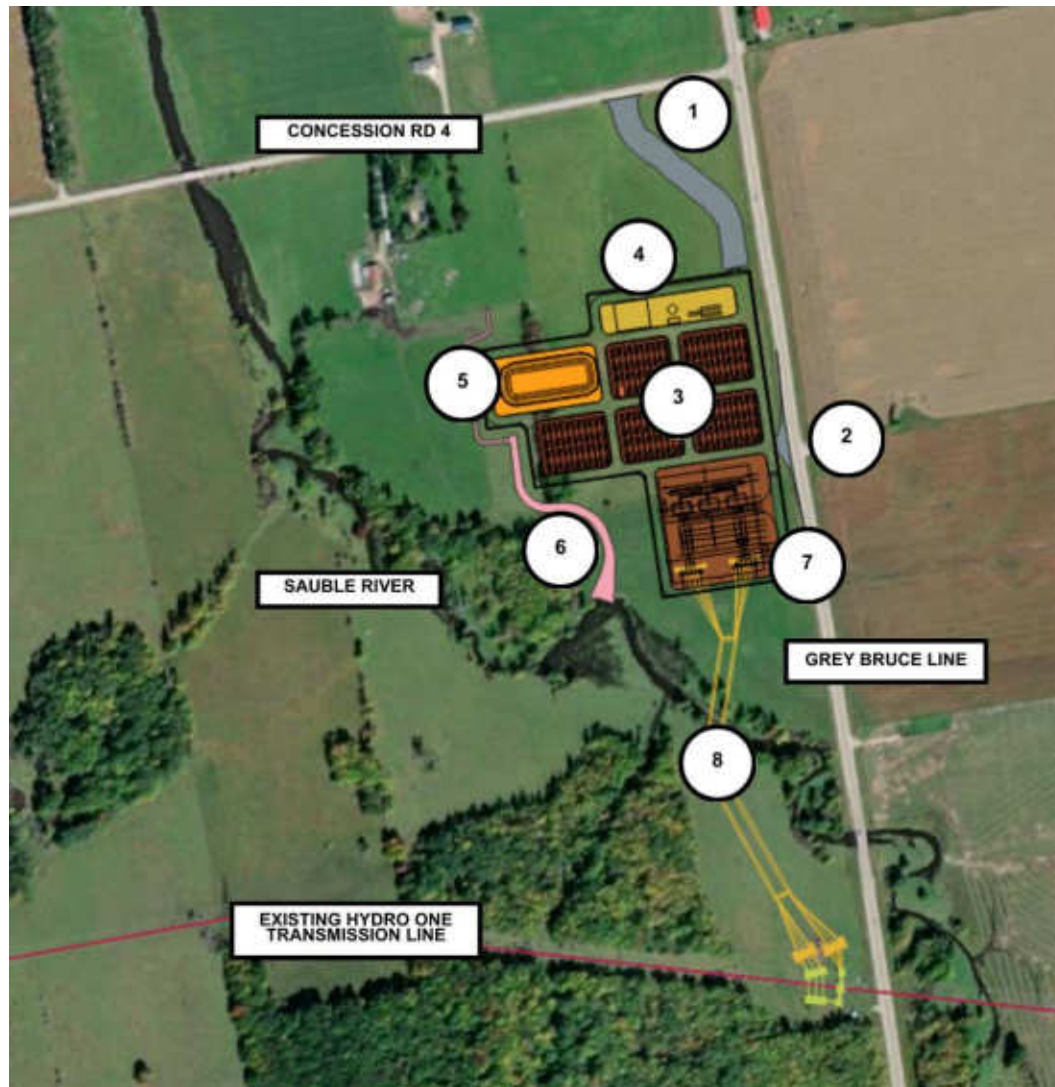 1
CONCESSION RD 4
4
5
3
2
6
7
SAUBLE RIVER
GREY BRUCE LINE
8
EXISTING HYDRO ONE
TRANSMISSION LINE